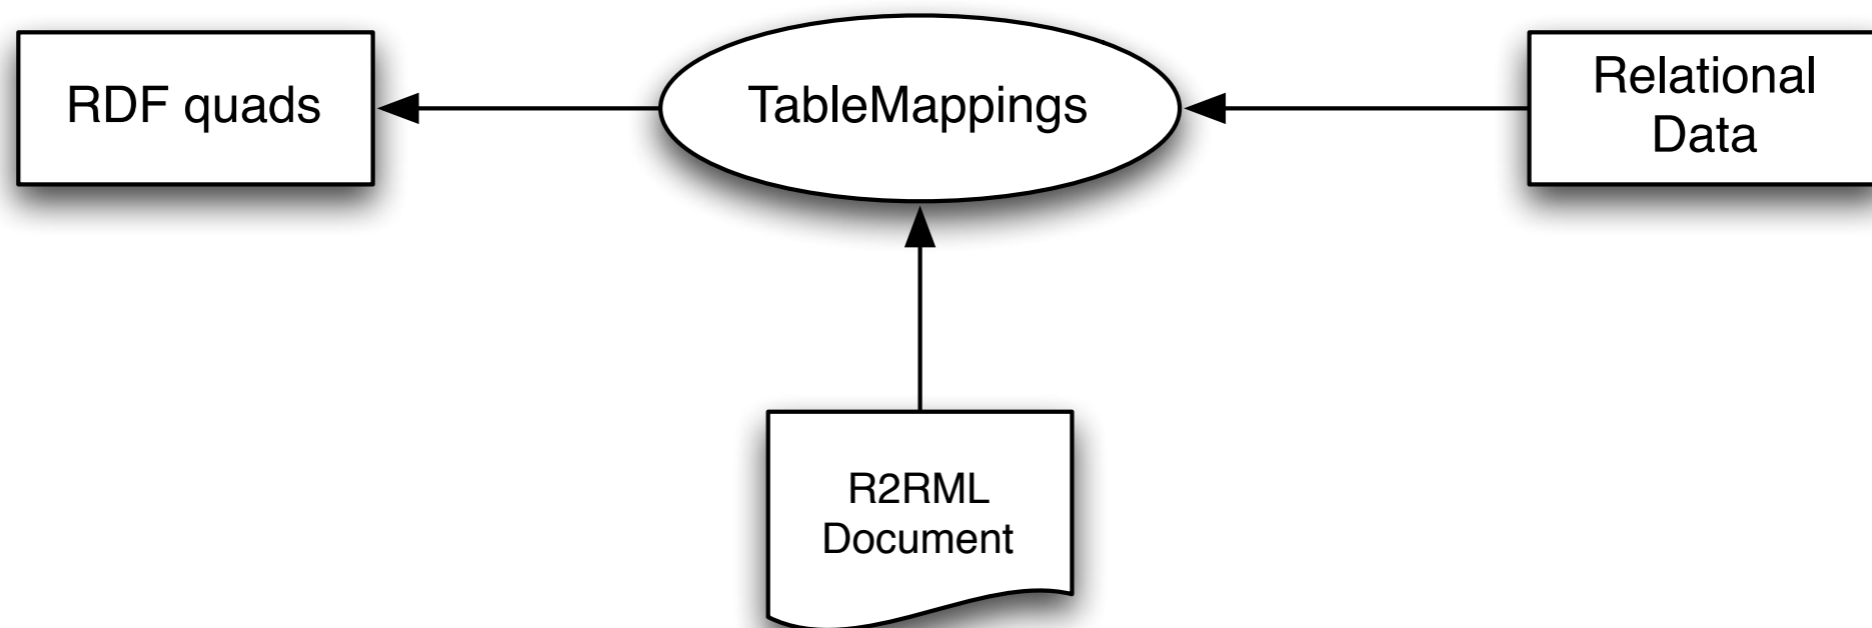 RDF quads
TableMappings
Relational
Data
R2RML
Document